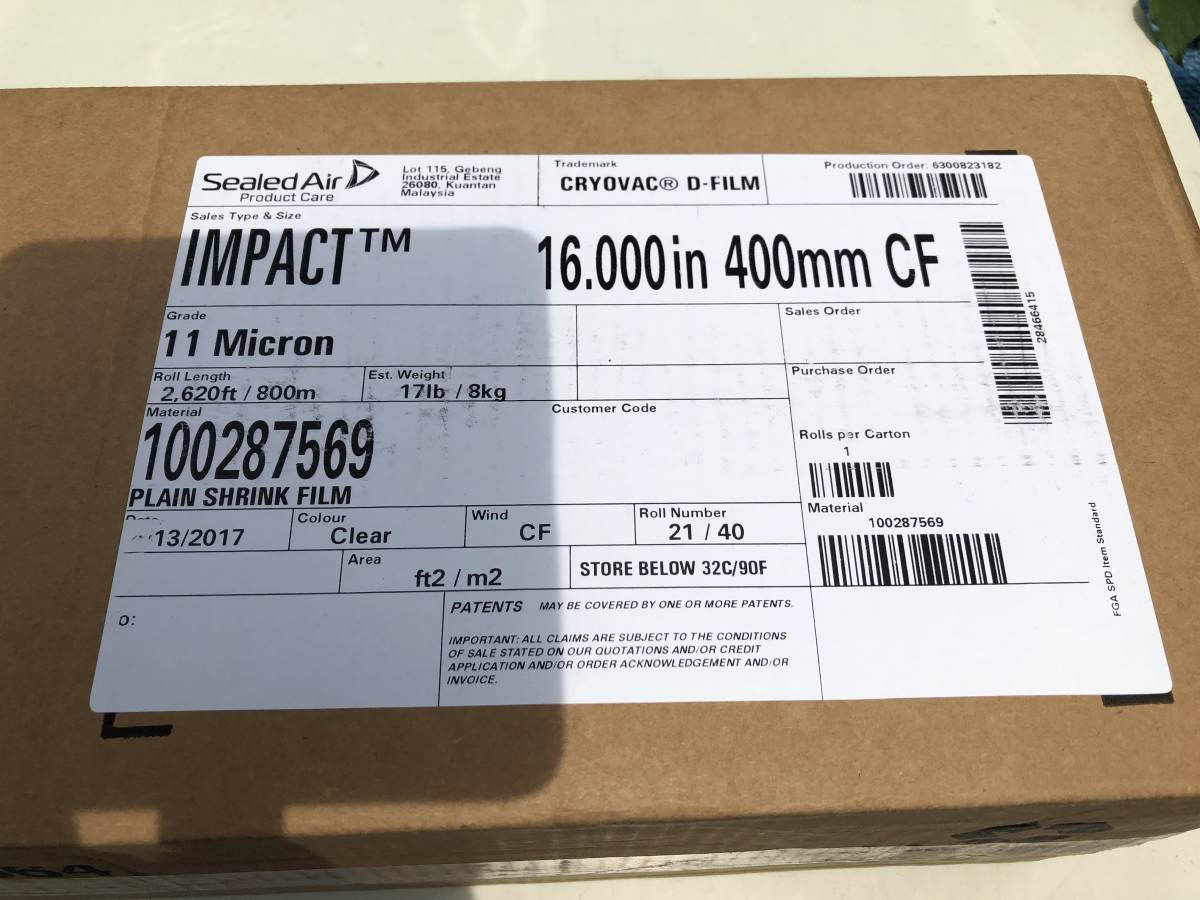 Sealed Air
Product Care
Lot 115, Gebeng
Industrial Estate
26080, Kuantan
Malaysia
Trademark
CRYOVAC® D-FILM
Production Order: 6300823182
Sales Type & Size
IMPACT™ 16.000in 400mm CF
28466415
Grade
11 Micron
Sales Order
Roll Length
2,620ft / 800m
Est. Weight
17lb / 8kg
Purchase Order
Material
100287569
PLAIN SHRINK FILM
Customer Code
Rolls per Carton
1
Material
100287569
13/2017
Colour
Clear
Wind
CF
Roll Number
21 / 40
Area
ft2 / m2
STORE BELOW 32C/90F
FGA SPD Item Standard
o:
PATENTS MAY BE COVERED BY ONE OR MORE PATENTS.
IMPORTANT: ALL CLAIMS ARE SUBJECT TO THE CONDITIONS
OF SALE STATED ON OUR QUOTATIONS AND/OR CREDIT
APPLICATION AND/OR ORDER ACKNOWLEDGEMENT AND/OR
INVOICE.